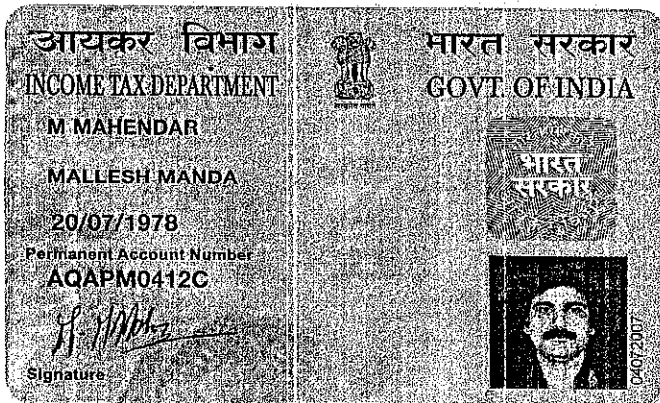 आयकर विभाग
INCOME TAX DEPARTMENT
भारत सरकार
GOVT. OF INDIA
M MAHENDAR
MALLESH MANDA
20/07/1978
Permanent Account Number
AQAPM0412C
Signature
भारत
सरकार
04072007